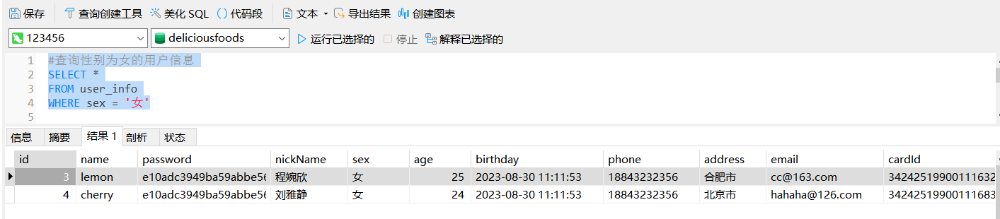 保存 查询创建工具 美化 SQL () 代码段 文本 导出结果 创建图表
123456 deliciousfoods 运行已选择的 停止 解释已选择的
1 #查询性别为女的用户信息
2 SELECT *
3 FROM user_info
4 WHERE sex = '女'
5
信息 摘要 结果 1 剖析 状态
id name password nickName sex age birthday phone address email cardId
3 lemon e10adc3949ba59abbe56 程婉欣 女 25 2023-08-30 11:11:53 18843232356 合肥市 cc@163.com 34242519900111632
4 cherry e10adc3949ba59abbe56 刘雅静 女 24 2023-08-30 11:11:53 18843232356 北京市 hahaha@126.com 34242519900111683